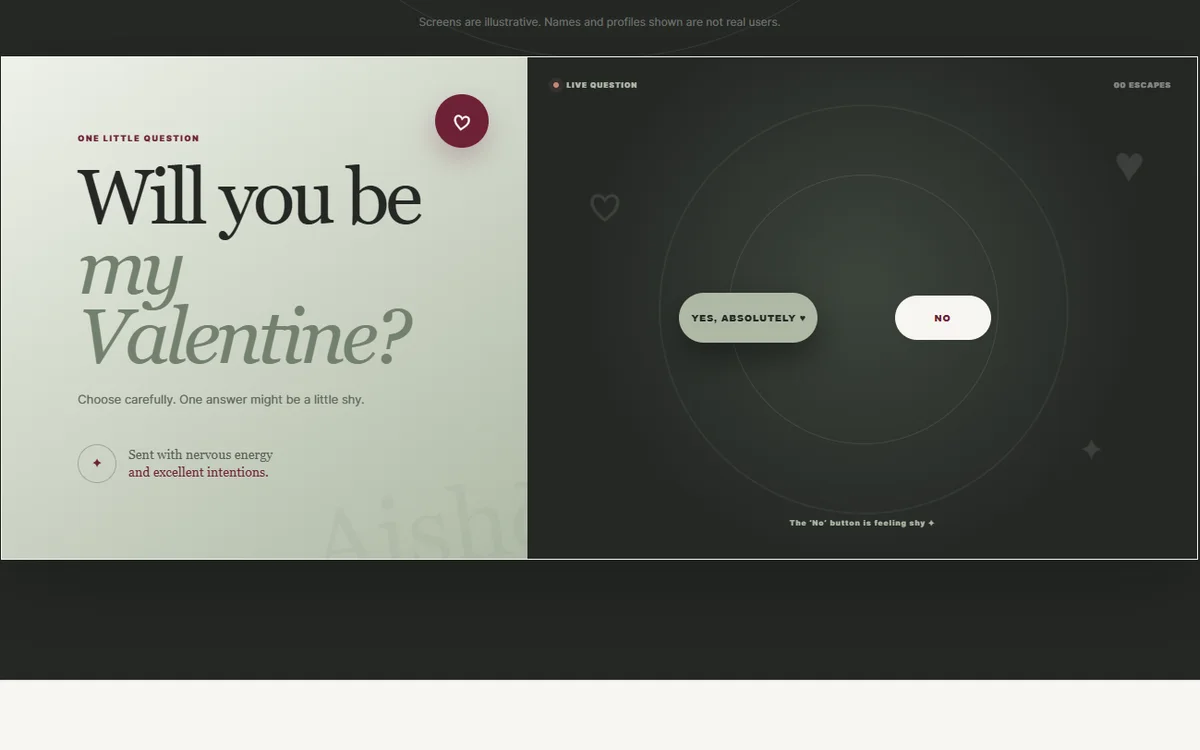 Screens are illustrative. Names and profiles shown are not real users.
ONE LITTLE QUESTION
Will you be
my
Valentine?
Choose carefully. One answer might be a little shy.
Sent with nervous energy
and excellent intentions.
LIVE QUESTION
00 ESCAPES
YES, ABSOLUTELY ♥
NO
The 'No' button is feeling shy ✦